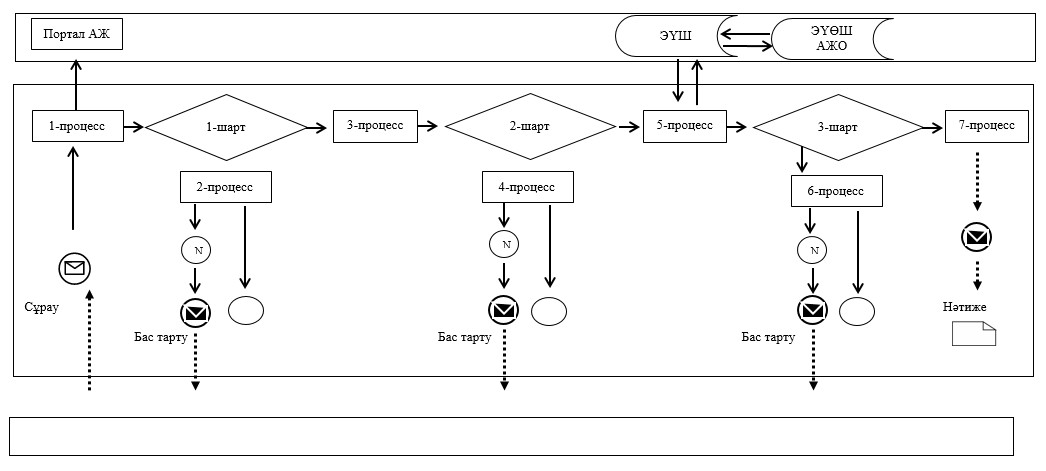 Портал АЖ
ЭҮШ
ЭҮӨШ
АЖО
1-процесс
1-шарт
3-процесс
2-шарт
5-процесс
3-шарт
7-процесс
2-процесс
4-процесс
6-процесс
N
N
N
Сұрау
Нәтиже
Бас тарту
Бас тарту
Бас тарту